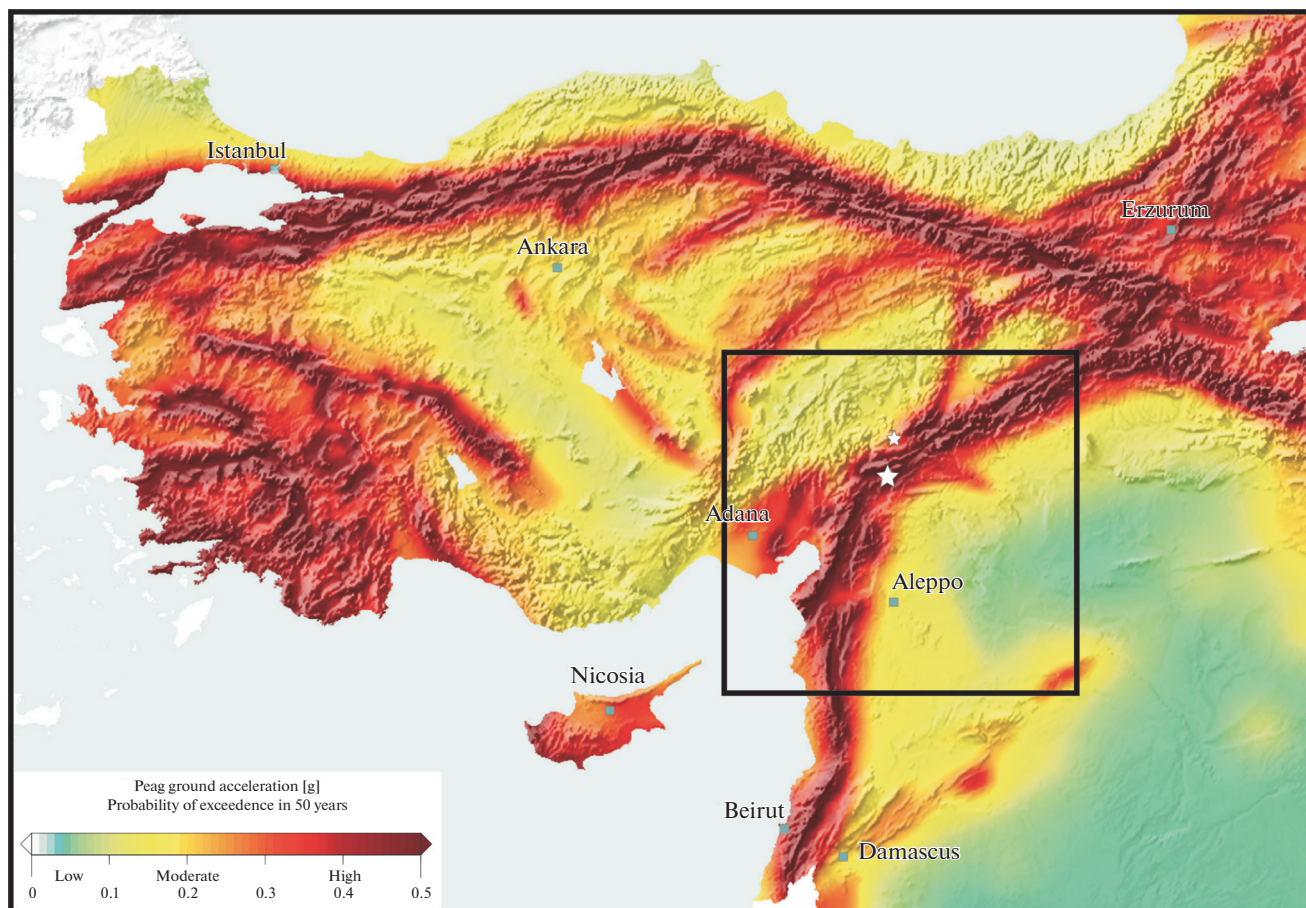 Istanbul
Erzurum
Ankara
Adana
Aleppo
Nicosia
Peag ground acceleration [g]
Probability of exceedence in 50 years
Beirut
Damascus
Low Moderate High
0 0.1 0.2 0.3 0.4 0.5